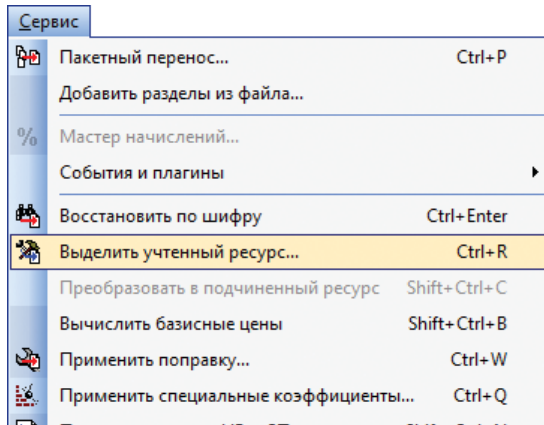 Сервис
Пакетный перенос... Ctrl+P
Добавить разделы из файла...
% Мастер начислений...
События и плагины
Восстановить по шифру Ctrl+Enter
Выделить учтенный ресурс... Ctrl+R
Преобразовать в подчиненный ресурс Shift+Ctrl+C
Вычислить базисные цены Shift+Ctrl+B
Применить поправку... Ctrl+W
Применить специальные коэффициенты... Ctrl+Q